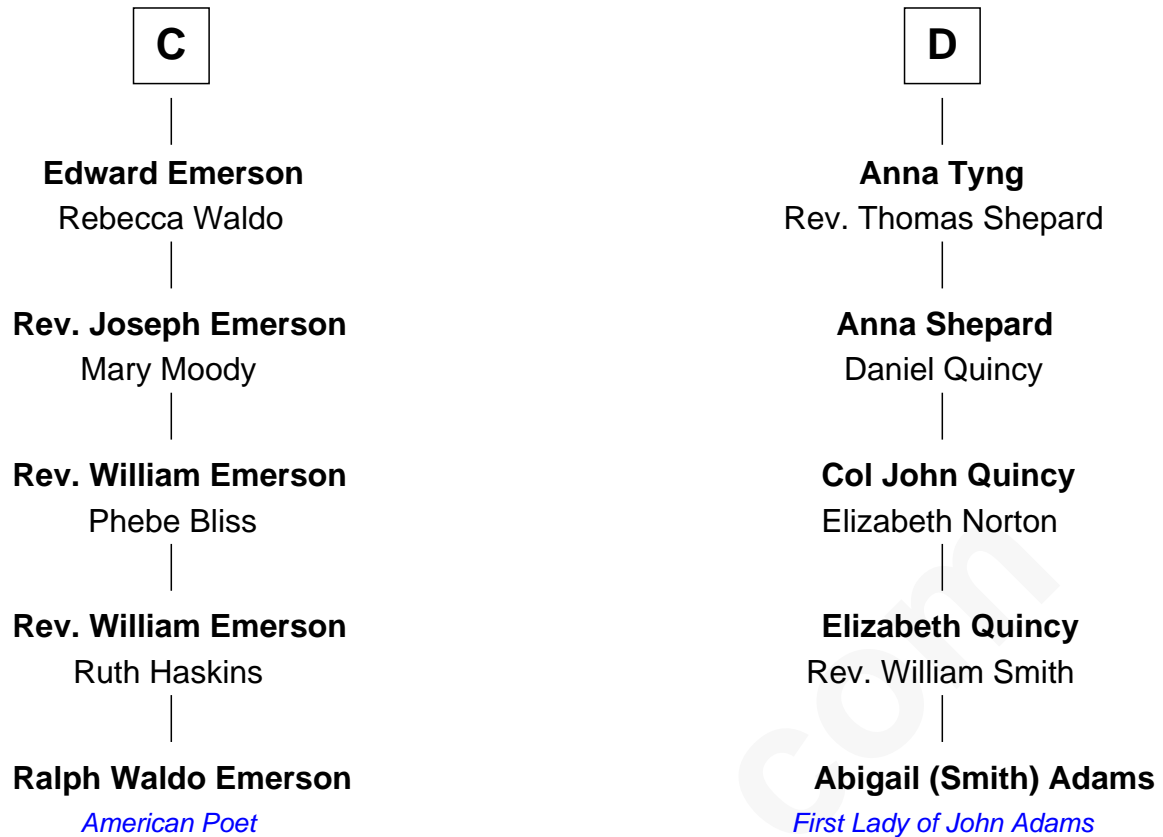 C
Edward Emerson
Rebecca Waldo
Rev. Joseph Emerson
Mary Moody
Rev. William Emerson
Phebe Bliss
Rev. William Emerson
Ruth Haskins
Ralph Waldo Emerson
American Poet
D
Anna Tyng
Rev. Thomas Shepard
Anna Shepard
Daniel Quincy
Col John Quincy
Elizabeth Norton
Elizabeth Quincy
Rev. William Smith
Abigail (Smith) Adams
First Lady of John Adams
com